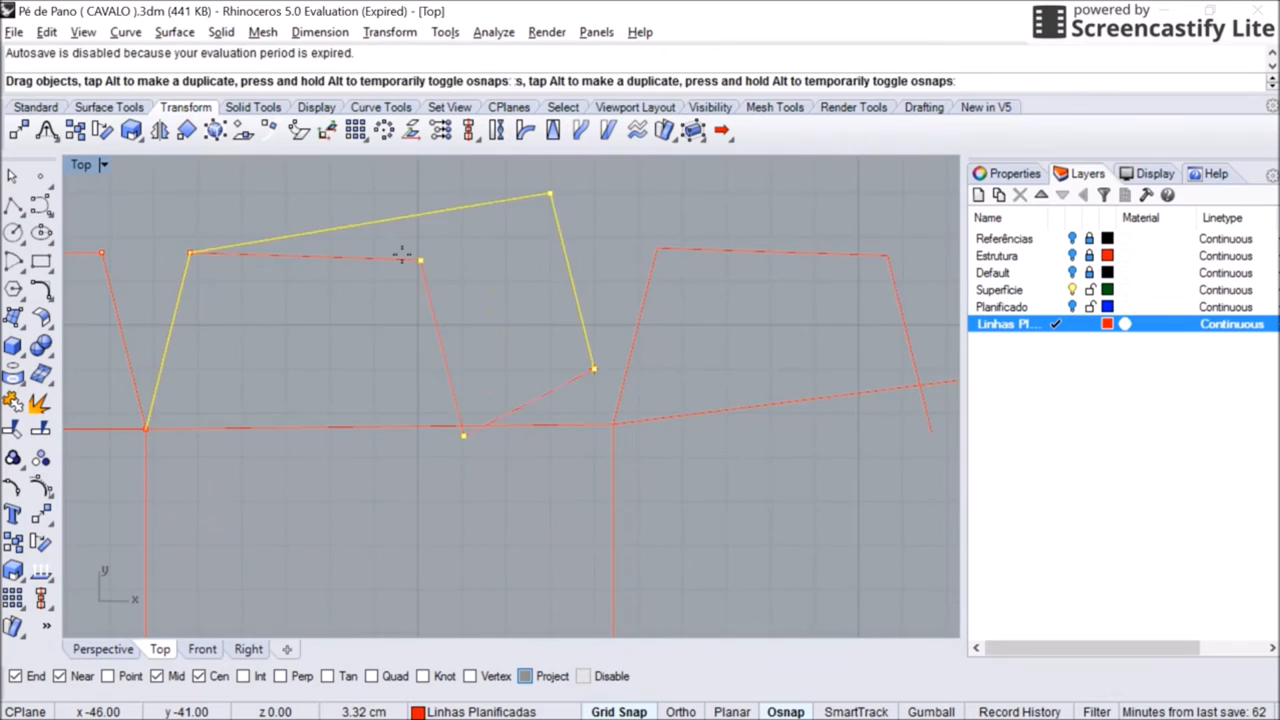 Pé de Pano ( CAVALO ).3dm (441 KB) - Rhinoceros 5.0 Evaluation (Expired) - [Top]
powered by
Screencastify Lite
File Edit View Curve Surface Solid Mesh Dimension Transform Tools Analyze Render Panels Help
Autosave is disabled because your evaluation period is expired.
Drag objects, tap Alt to make a duplicate, press and hold Alt to temporarily toggle osnaps: s, tap Alt to make a duplicate, press and hold Alt to temporarily toggle osnaps:
Standard Surface Tools Transform Solid Tools Display Curve Tools Set View CPlanes Select Viewport Layout Visibility Mesh Tools Render Tools Drafting New in V5
Top
Properties Layers Display Help
Name Material Linetype
Referências Continuous
Estrutura Continuous
Default Continuous
Superfície Continuous
Planificado Continuous
Linhas Pl... Continuous
y
x
Perspective Top Front Right
End Near Point Mid Cen Int Perp Tan Quad Knot Vertex Project Disable
CPlane x -46.00 y -41.00 z 0.00 3.32 cm Linhas Planificadas Grid Snap Ortho Planar Osnap SmartTrack Gumball Record History Filter Minutes from last save: 62